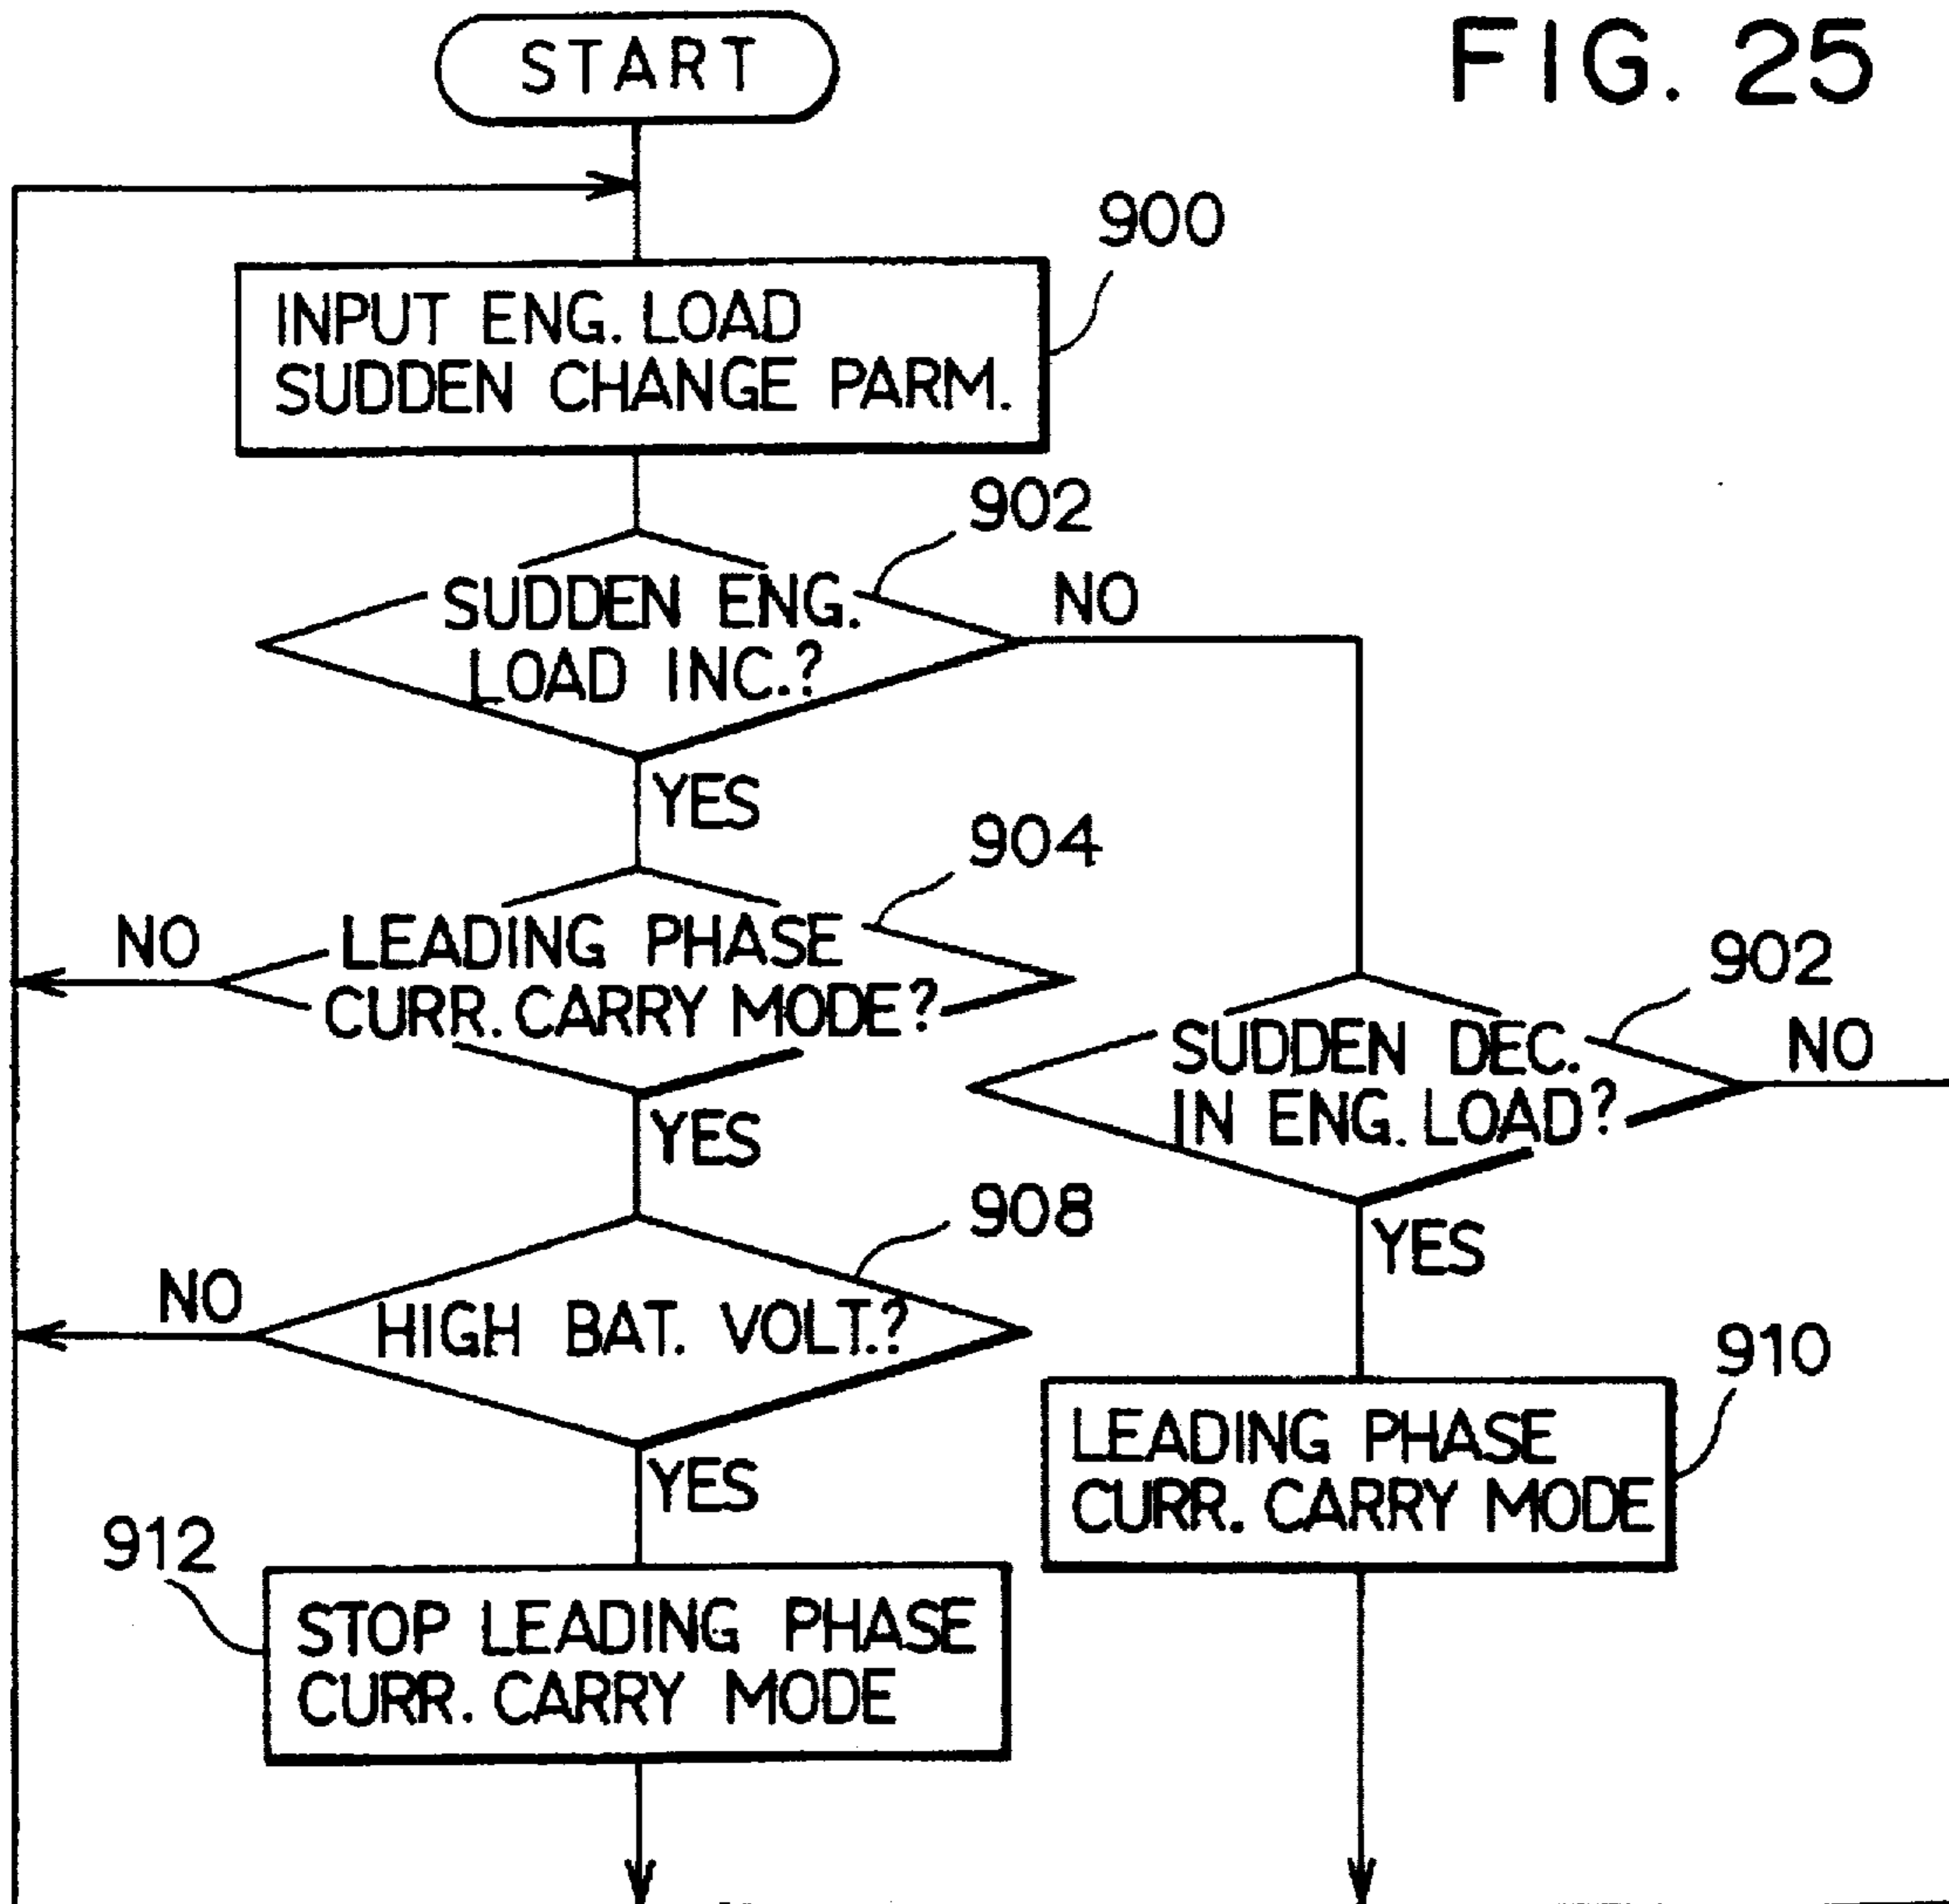 START
FIG. 25
900
INPUT ENG. LOAD
SUDDEN CHANGE PARM.
902
SUDDEN ENG.
LOAD INC.?
NO
YES
904
LEADING PHASE
CURR. CARRY MODE?
NO
YES
902
SUDDEN DEC.
IN ENG. LOAD?
NO
YES
908
HIGH BAT. VOLT.?
NO
YES
910
LEADING PHASE
CURR. CARRY MODE
912
STOP LEADING PHASE
CURR. CARRY MODE